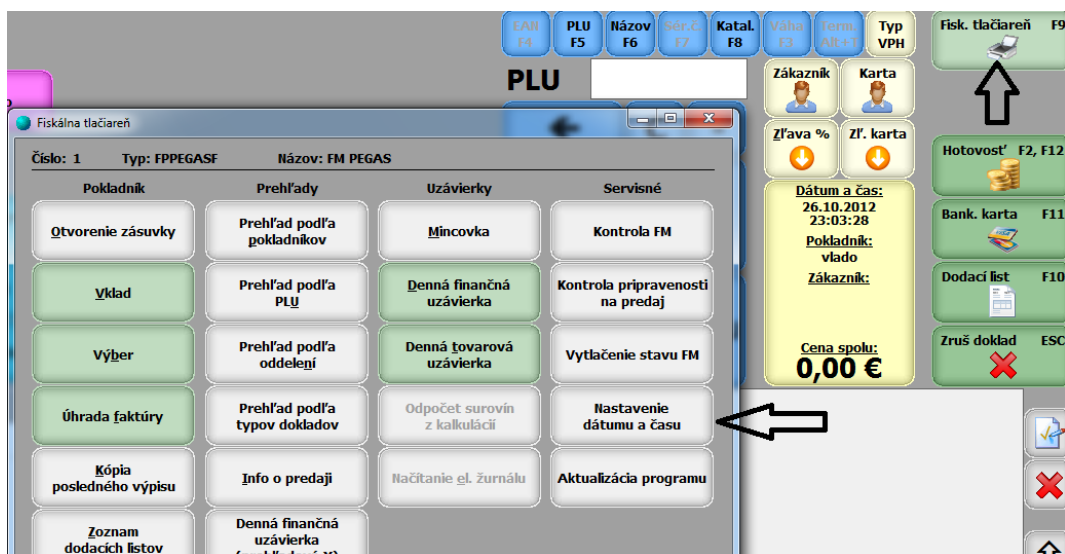 EAN
F4
PLU
F5
Názov
F6
Sér.č.
F7
Katal.
F8
Váha
F3
Term.
Alt+T
Typ
VPH
Fisk. tlačiareň F9
PLU
Zákazník
Karta
Zľava %
Zľ. karta
Hotovosť F2, F12
Bank. karta F11
Dodací list F10
Zruš doklad ESC
Dátum a čas:
26.10.2012
23:03:28
Pokladník:
vlado
Zákazník:
Cena spolu:
0,00 €
Fiskálna tlačiareň
Číslo: 1 Typ: FPPEGASF Názov: FM PEGAS
Pokladník Prehľady Uzávierky Servisné
Otvorenie zásuvky
Prehľad podľa
pokladníkov
Mincovka
Kontrola FM
Vklad
Prehľad podľa
PLU
Denná finančná
uzávierka
Kontrola pripravenosti
na predaj
Výber
Prehľad podľa
oddelení
Denná tovarová
uzávierka
Vytlačenie stavu FM
Úhrada faktúry
Prehľad podľa
typov dokladov
Odpočet surovín
z kalkulácií
Nastavenie
dátumu a času
Kópia
posledného výpisu
Info o predaji
Načítanie el. žurnálu
Aktualizácia programu
Zoznam
dodacích listov
Denná finančná
uzávierka